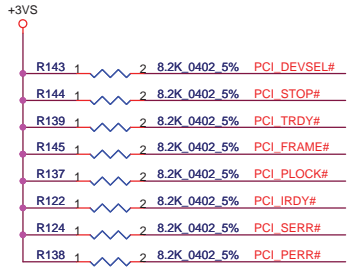 +3VS
R143 1 2 8.2K_0402_5% PCI_DEVSEL#
R144 1 2 8.2K_0402_5% PCI_STOP#
R139 1 2 8.2K_0402_5% PCI_TRDY#
R145 1 2 8.2K_0402_5% PCI_FRAME#
R137 1 2 8.2K_0402_5% PCI_PLOCK#
R122 1 2 8.2K_0402_5% PCI_IRDY#
R124 1 2 8.2K_0402_5% PCI_SERR#
R138 1 2 8.2K_0402_5% PCI_PERR#